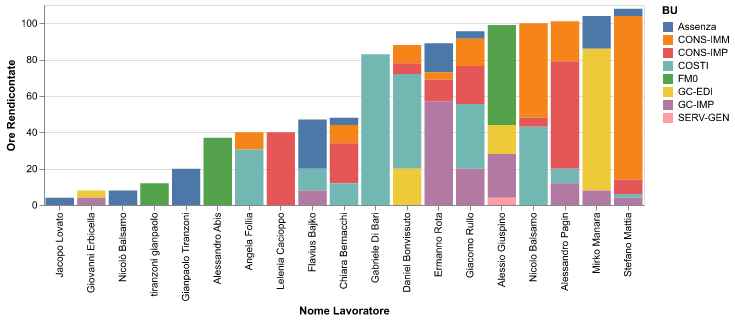 BU
Assenza
CONS-IMM
CONS-IMP
COSTI
FM0
GC-EDI
GC-IMP
SERV-GEN
Ore Rendicontate
100
80
60
40
20
0
Jacopo Lovato
Giovanni Erbicella
Nicolò Balsamo
tiranzoni gianpaolo
Gianpaolo Tiranzoni
Alessandro Abis
Angela Follia
Lelenia Cacioppo
Flavius Bajko
Chiara Bernacchi
Gabriele Di Bari
Daniel Bonvissuto
Ermanno Rota
Giacomo Rullo
Alessio Giuspino
Nicolo Balsamo
Alessandro Pagin
Mirko Manara
Stefano Mattia
Nome Lavoratore